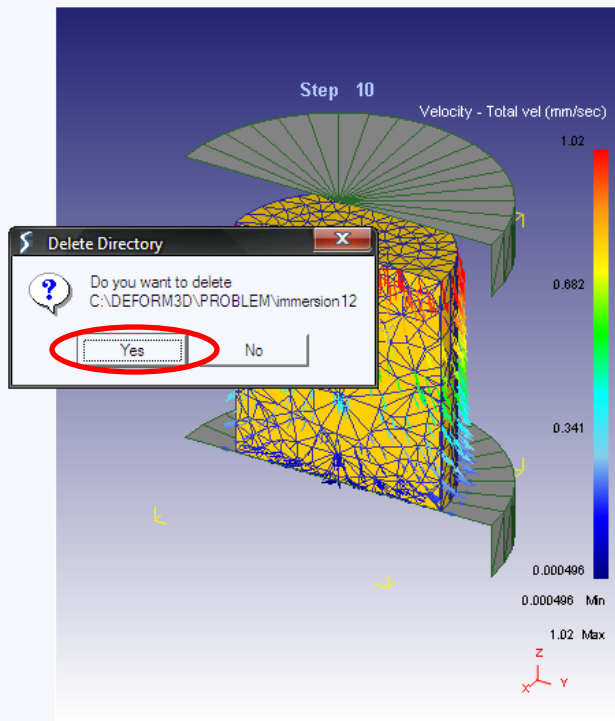 Step 10
Velocity - Total vel (mm/sec)
1.02
Delete Directory
X
Do you want to delete
C:\DEFORM3D\PROBLEM\immersion12
Yes
No
0.682
0.341
0.000496
0.000496 Min
1.02 Max
Z
X
Y